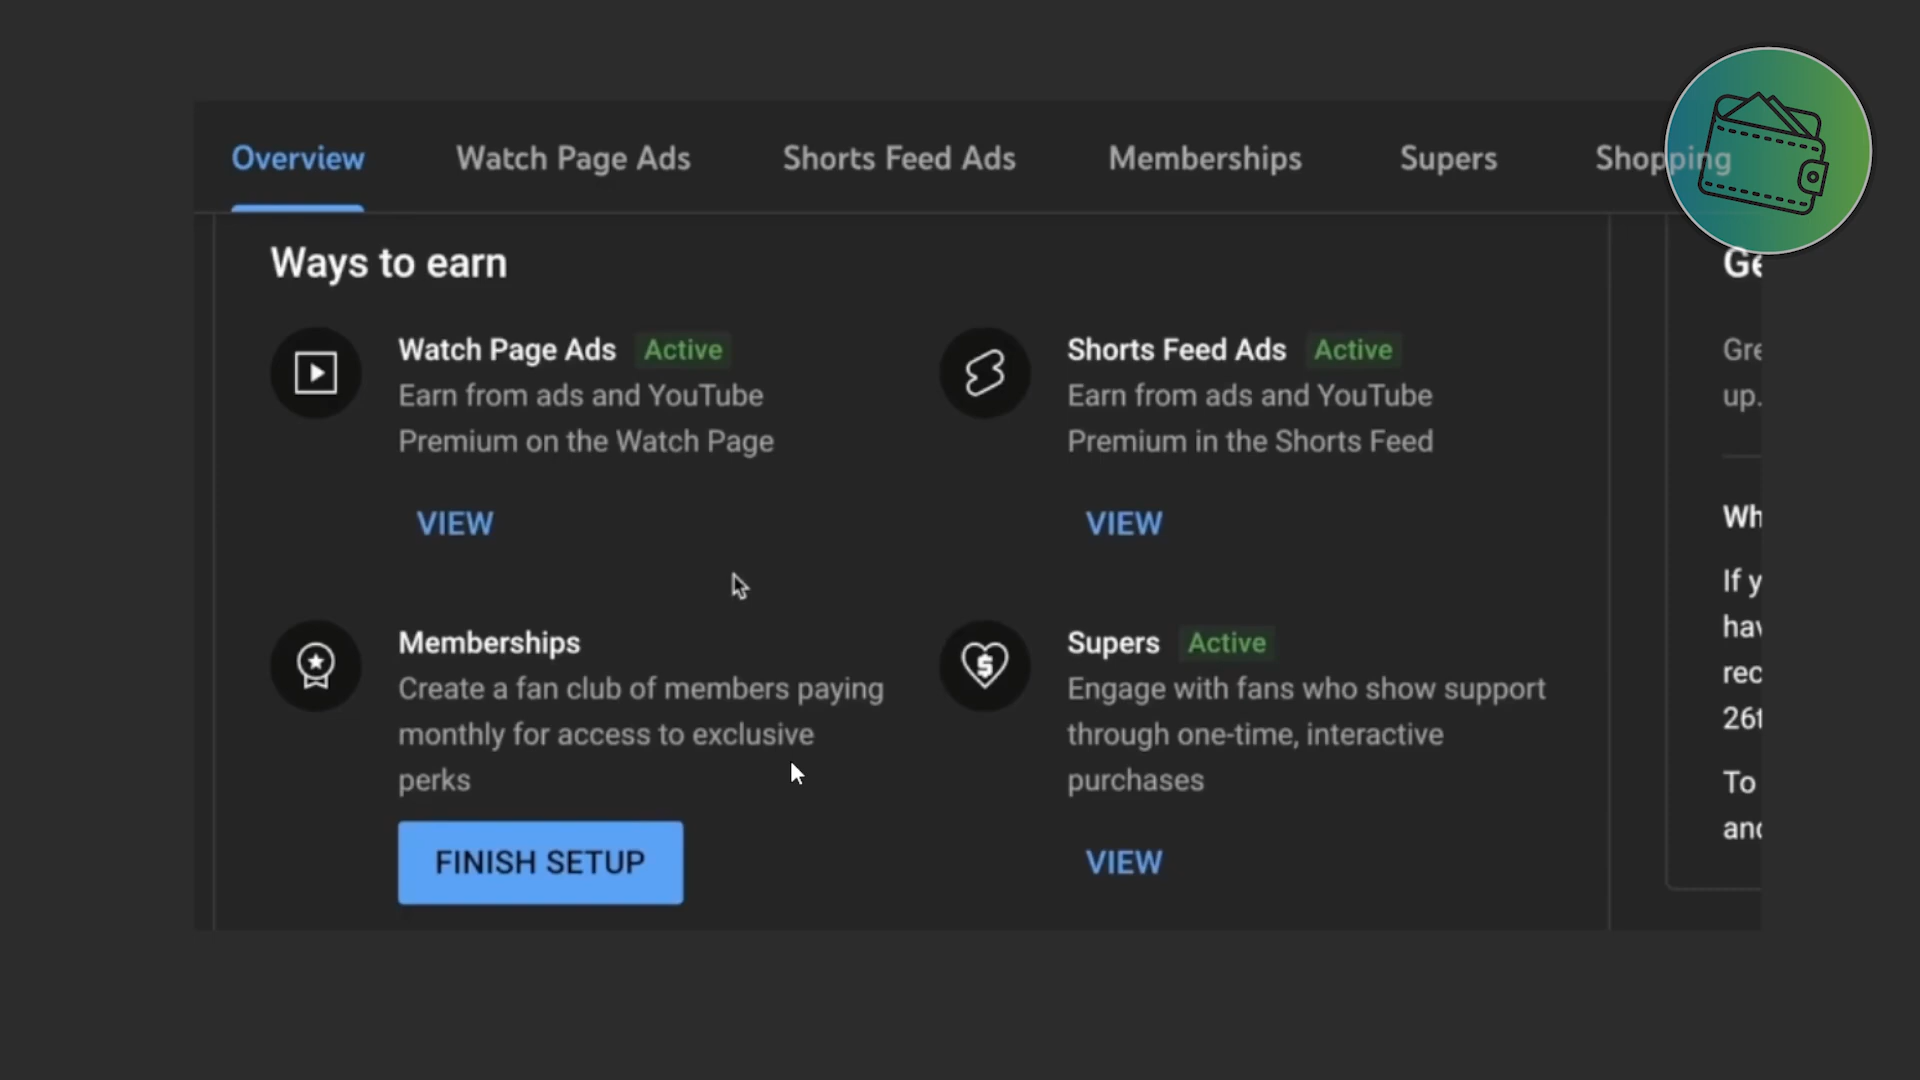 Overview Watch Page Ads Shorts Feed Ads Memberships Supers Shopping
Ways to earn
Watch Page Ads Active
Earn from ads and YouTube
Premium on the Watch Page
VIEW
Shorts Feed Ads Active
Earn from ads and YouTube
Premium in the Shorts Feed
VIEW
Memberships
Create a fan club of members paying
monthly for access to exclusive
perks
FINISH SETUP
Supers Active
Engage with fans who show support
through one-time, interactive
purchases
VIEW
If
up.
To